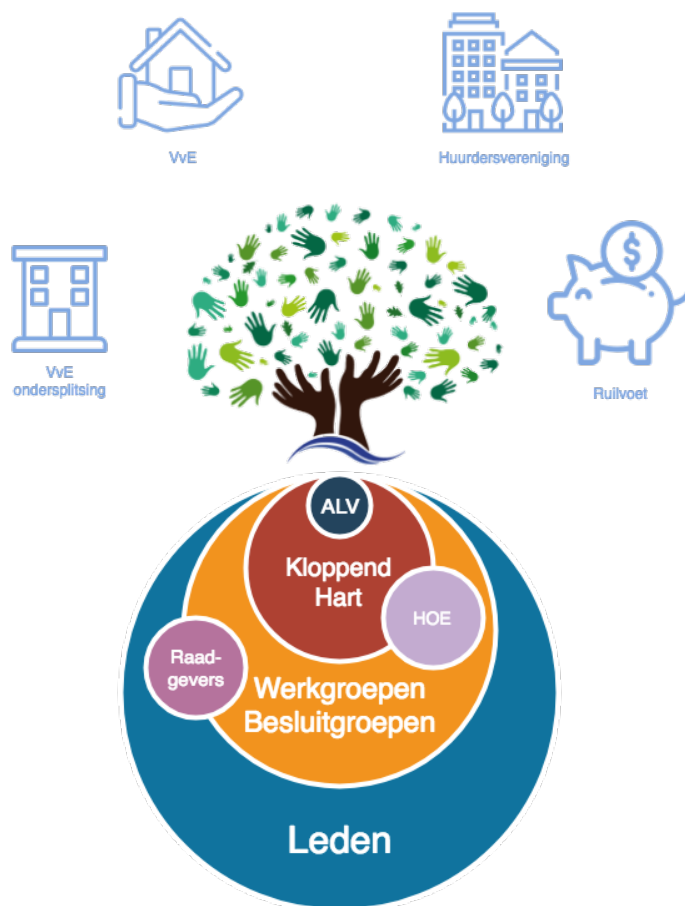 VvE
Huurdersvereniging
VvE
ondersplitsing
Ruilvoet
ALV
Kloppend
Hart
HOE
Raad-
gevers
Werkgroepen
Besluitgroepen
Leden